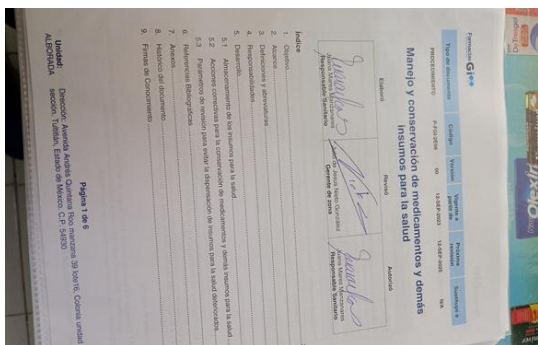 Farmacias Gi
Tipo de documento Código Versión Vigente a partir de Próxima revisión Sustituye a
PROCEDIMIENTO 00 12-SEP-2023 12-SEP-2025 N/A
Manejo y conservación de medicamentos y demás
insumos para la salud
Elaboró Revisó Autorizó
Responsable Sanitario Gerente de zona Responsable Sanitario
Índice
1. Objetivo
2. Alcance
3. Definiciones y abreviaturas
4. Responsabilidades
5. Desarrollo
5.1 Almacenamiento de los insumos para la salud
5.2 Acciones correctivas para la conservación de medicamentos y demás insumos para la salud
5.3 Parámetros de revisión para evitar la dispensación de insumos para la salud deteriorados
6. Referencias Bibliográficas
7. Anexos
8. Histórico del documento
9. Firmas de Conocimiento
Página 1 de 6
Unidad: Dirección: Avenida Andrés Quintana Roo manzana 39 lote16, Colonia unidad
ALBORADA sección, Tultitlán, Estado de México, C.P. 54930